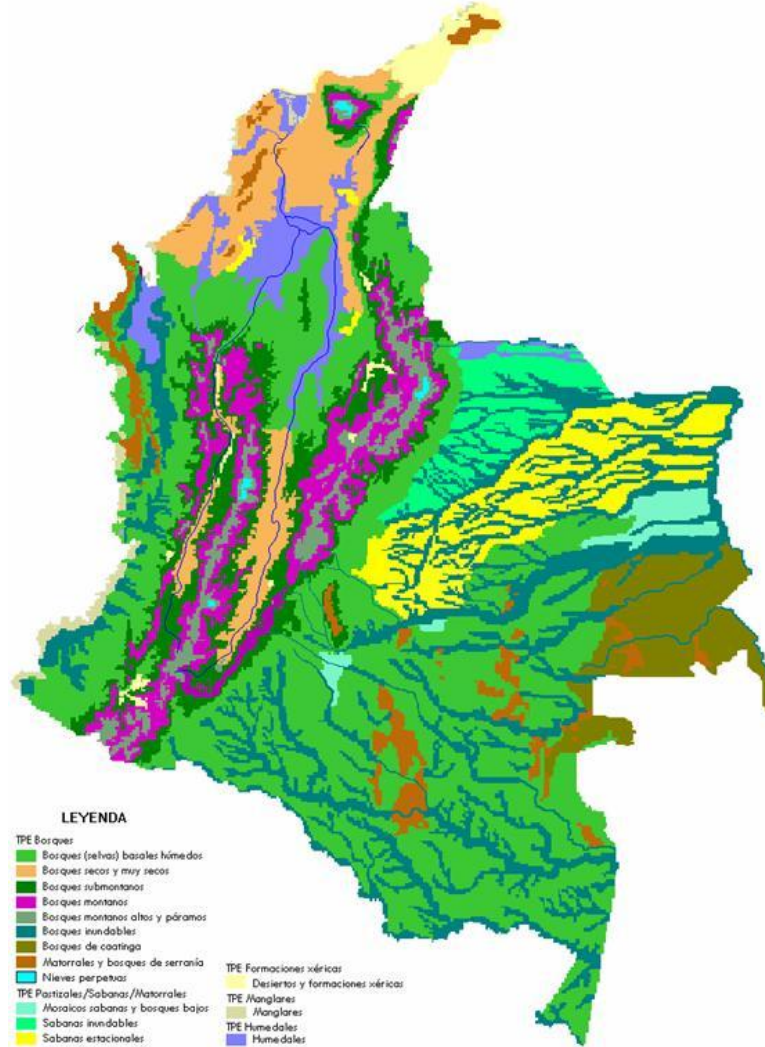 LEYENDA
TPE Bosques
Bosques (selvas) basales húmedos
Bosques secos y muy secos
Bosques submontanos
Bosques montanos
Bosques montanos altos y páramos
Bosques inundables
Bosques de caatinga
Matorrales y bosques de serranía
Nieves perpetuas
TPE Pastizales/Sabanas/Matorrales
Mosaicos sabanas y bosques bajos
Sabanas inundables
Sabanas estacionales
TPE Formaciones xéricas
Desiertos y formaciones xéricas
TPE Manglares
Manglares
TPE Humedales
Humedales